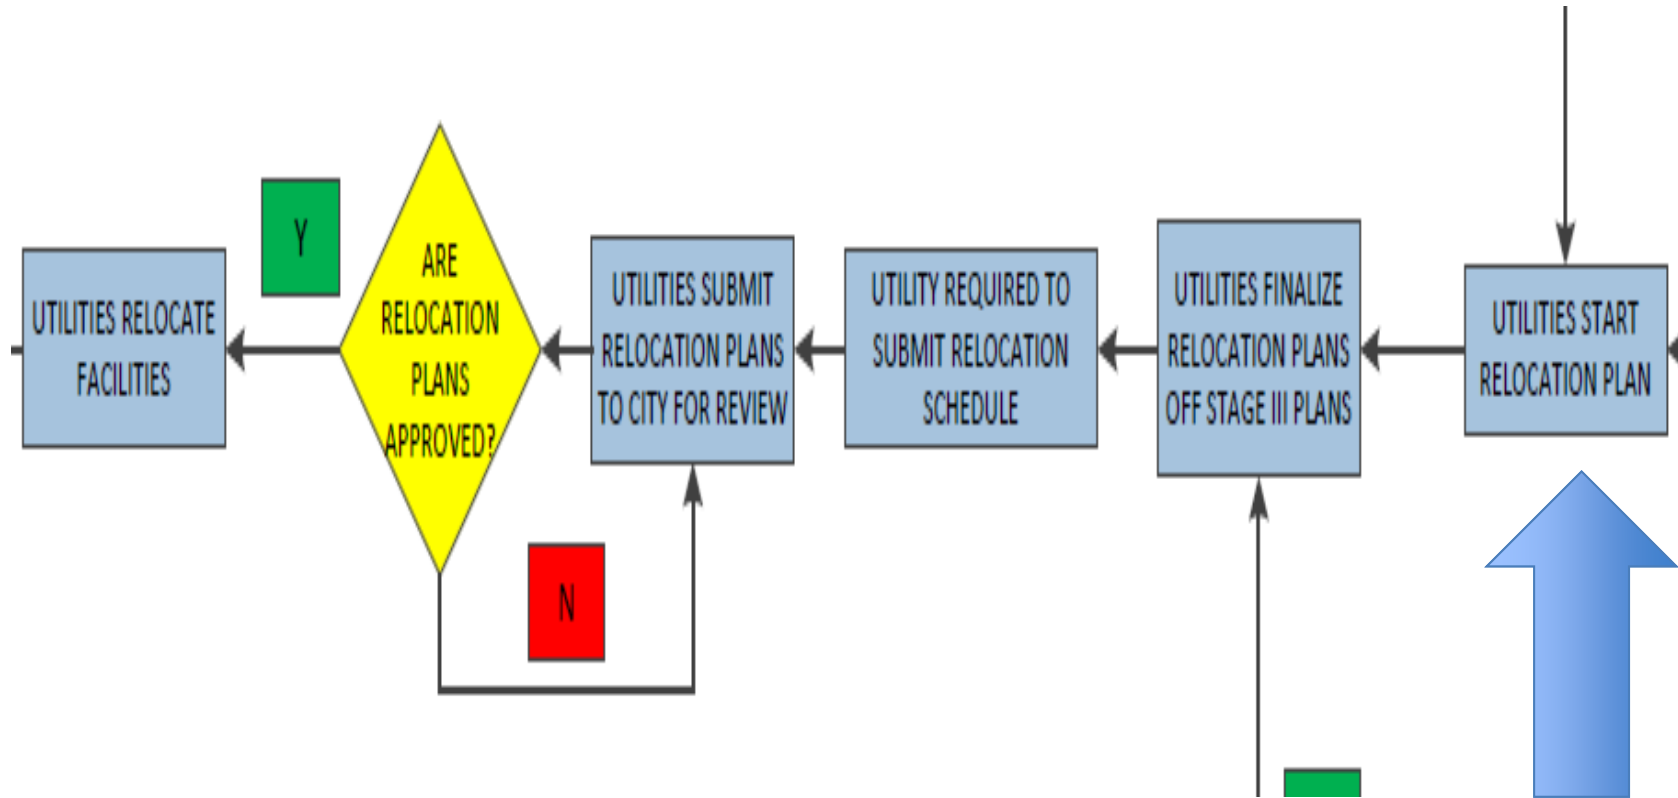 Y
UTILITIES RELOCATE
FACILITIES
ARE
RELOCATION
PLANS
APPROVED?
N
UTILITIES SUBMIT
RELOCATION PLANS
TO CITY FOR REVIEW
UTILITY REQUIRED TO
SUBMIT RELOCATION
SCHEDULE
UTILITIES FINALIZE
RELOCATION PLANS
OFF STAGE III PLANS
UTILITIES START
RELOCATION PLAN